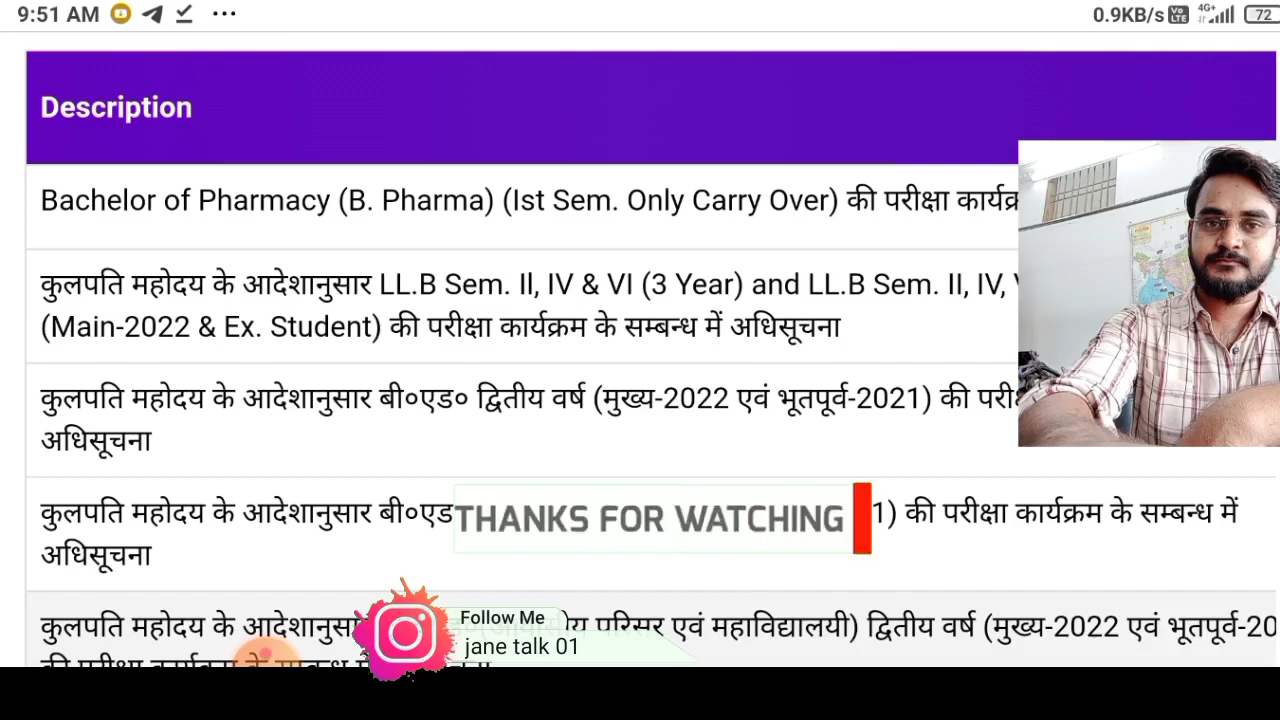 9:51 AM
0.9KB/s Vo LTE 4G+ 72
Description
Bachelor of Pharmacy (B. Pharma) (Ist Sem. Only Carry Over) की परीक्षा
कुलपति महोदय के आदेशानुसार LL.B Sem. Il, IV & VI (3 Year) and LL.B Sem. II, IV,
(Main-2022 & Ex. Student) की परीक्षा कार्यक्रम के सम्बन्ध में अधिसूचना
कुलपति महोदय के आदेशानुसार बी०एड० द्वितीय वर्ष (मुख्य-2022 एवं भूतपूर्व-2021) की
अधिसूचना
कुलपति महोदय के आदेशानुसार बी०एड
THANKS FOR WATCHING
1) की परीक्षा कार्यक्रम के सम्बन्ध में
अधिसूचना
कुलपति महोदय के परिसर एवं महाविद्यालयी) द्वितीय वर्ष (मुख्य-2022 एवं भूतपूर्व-20
Follow Me
jane talk 01